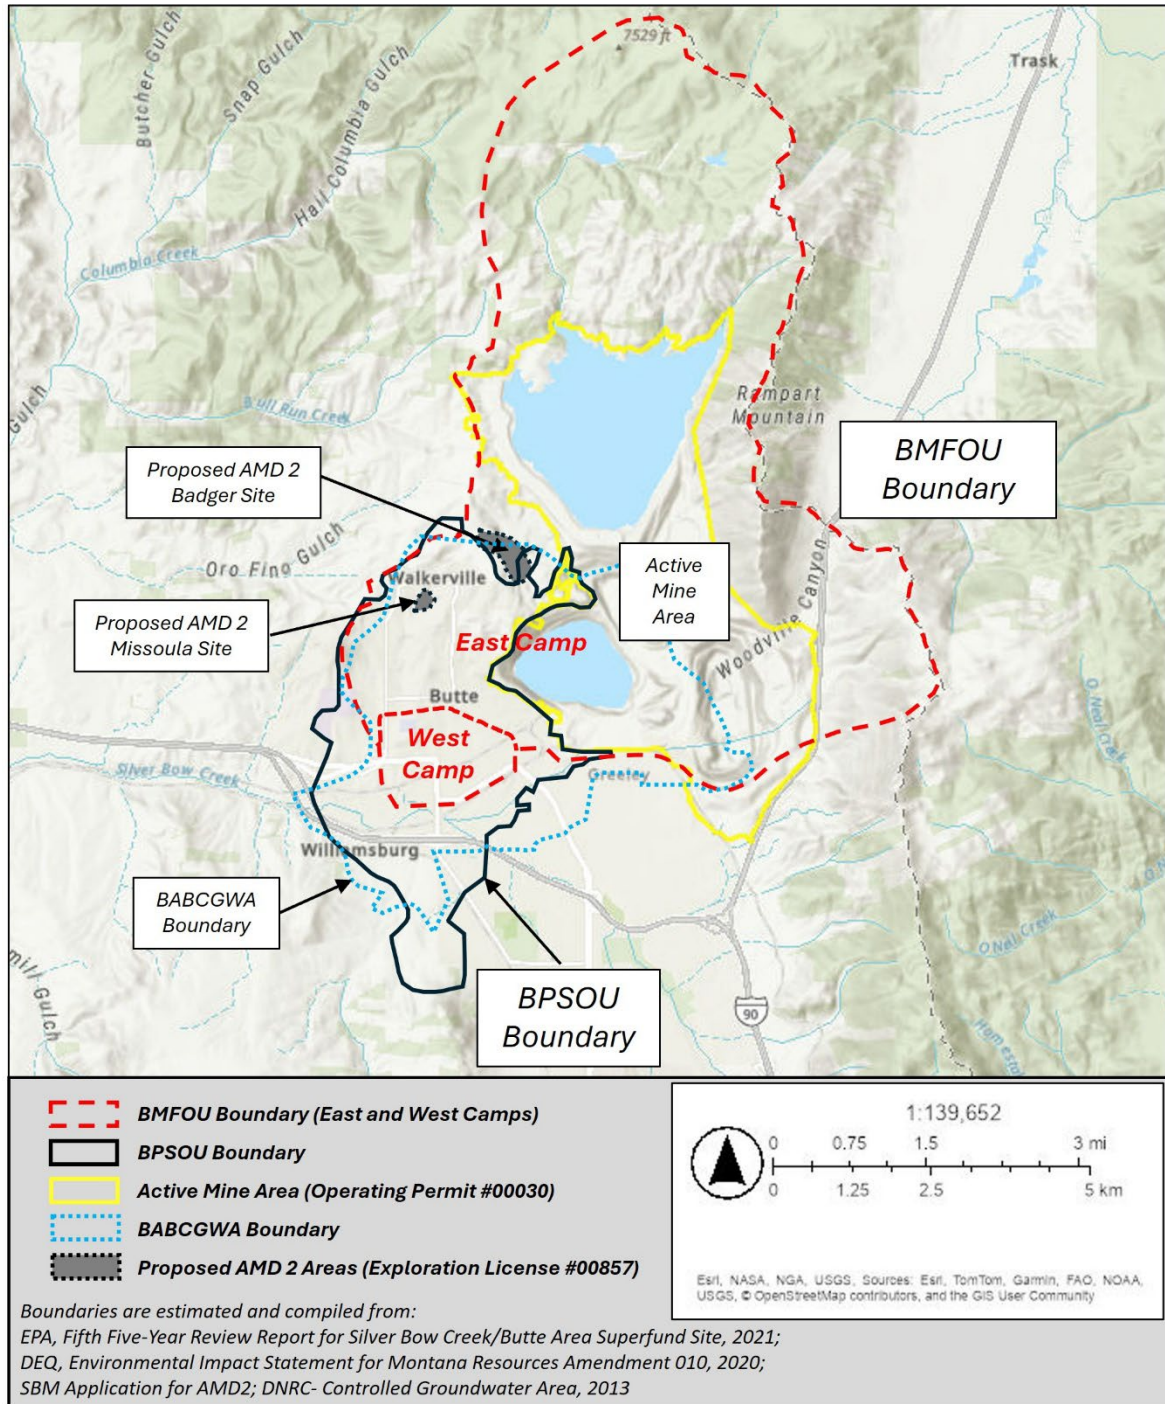 7529 ft
Trask
Butcher Gulch
Snap Gulch
Hail Columbia Gulch
Columbia Creek
Gulch
Bull Run Creek
Rampart
Mountain
BMFOU
Boundary
Proposed AMD 2
Badger Site
Oro Fino Gulch
Walkerville
Active
Mine
Area
Woodville Canyon
Proposed AMD 2
Missoula Site
East Camp
Butte
West
Camp
Silver Bow Creek
Greeley
O Neal Creek
Williamsburg
BABCGWA
Boundary
O Neal Creek
mill Gulch
BPSOU
Boundary
90
BMFOU Boundary (East and West Camps)
BPSOU Boundary
Active Mine Area (Operating Permit #00030)
BABCGWA Boundary
Proposed AMD 2 Areas (Exploration License #00857)
Boundaries are estimated and compiled from:
EPA, Fifth Five-Year Review Report for Silver Bow Creek/Butte Area Superfund Site, 2021;
DEQ, Environmental Impact Statement for Montana Resources Amendment 010, 2020;
SBM Application for AMD2; DNRC- Controlled Groundwater Area, 2013
1:139,652
0 0.75 1.5 3 mi
0 1.25 2.5 5 km
Esri, NASA, NGA, USGS, Sources: Esri, TomTom, Garmin, FAO, NOAA,
USGS, © OpenStreetMap contributors, and the GIS User Community